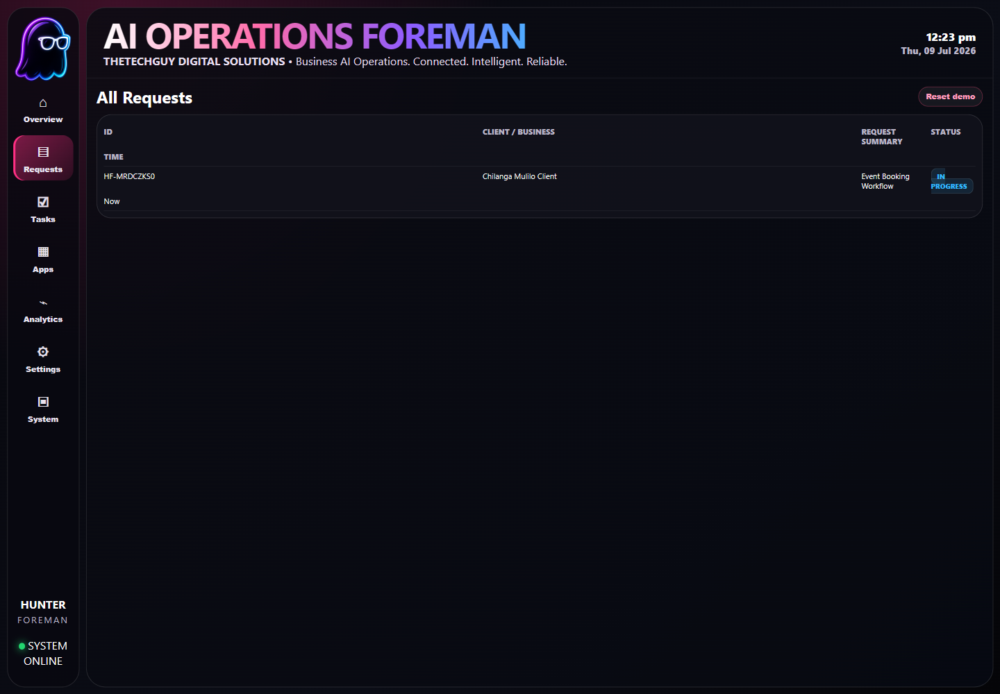 AI OPERATIONS FOREMAN
THETECHGUY DIGITAL SOLUTIONS • Business AI Operations. Connected. Intelligent. Reliable.
12:23 pm
Thu, 09 Jul 2026
Overview
Requests
Tasks
Apps
Analytics
Settings
System
HUNTER
FOREMAN
SYSTEM
ONLINE
All Requests
Reset demo
ID
CLIENT / BUSINESS
REQUEST
SUMMARY
STATUS
TIME
HF-MRDCZKS0
Chilanga Mulilo Client
Event Booking
Workflow
IN
PROGRESS
Now